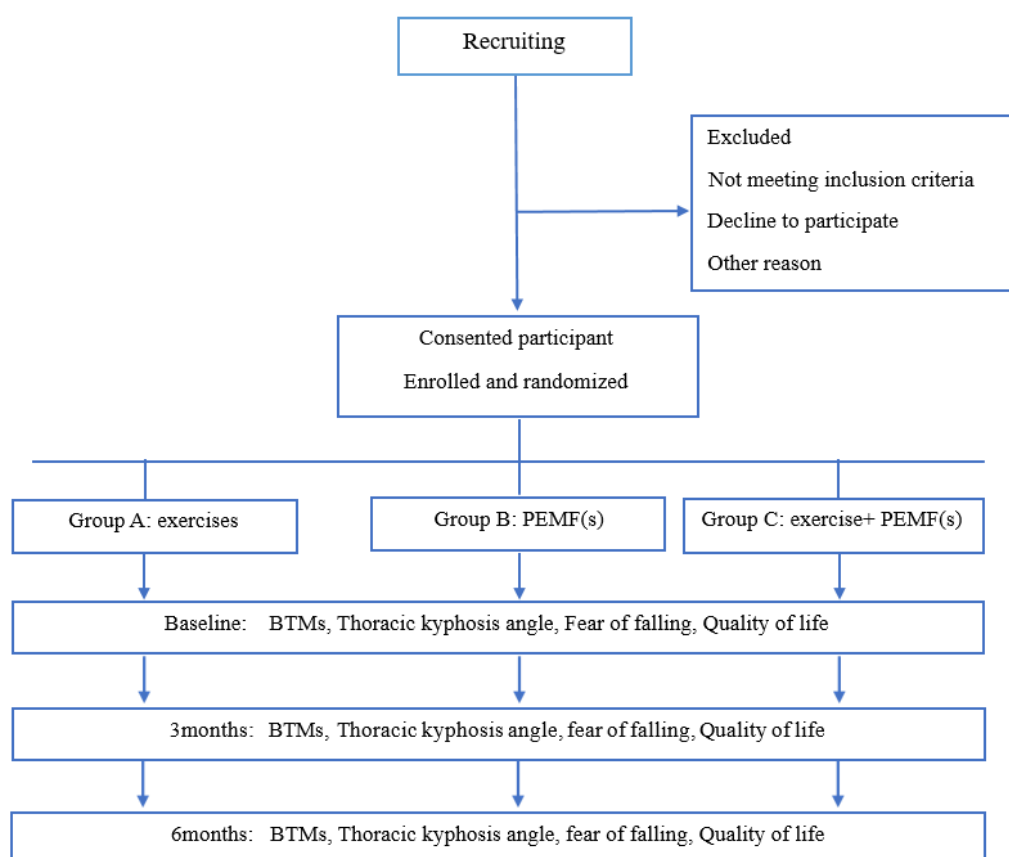 Recruiting
Excluded
Not meeting inclusion criteria
Decline to participate
Other reason
Consented participant
Enrolled and randomized
Group A: exercises
Group B: PEMF(s)
Group C: exercise+ PEMF(s)
Baseline: BTMs, Thoracic kyphosis angle, Fear of falling, Quality of life
3months: BTMs, Thoracic kyphosis angle, fear of falling, Quality of life
6months: BTMs, Thoracic kyphosis angle, fear of falling, Quality of life